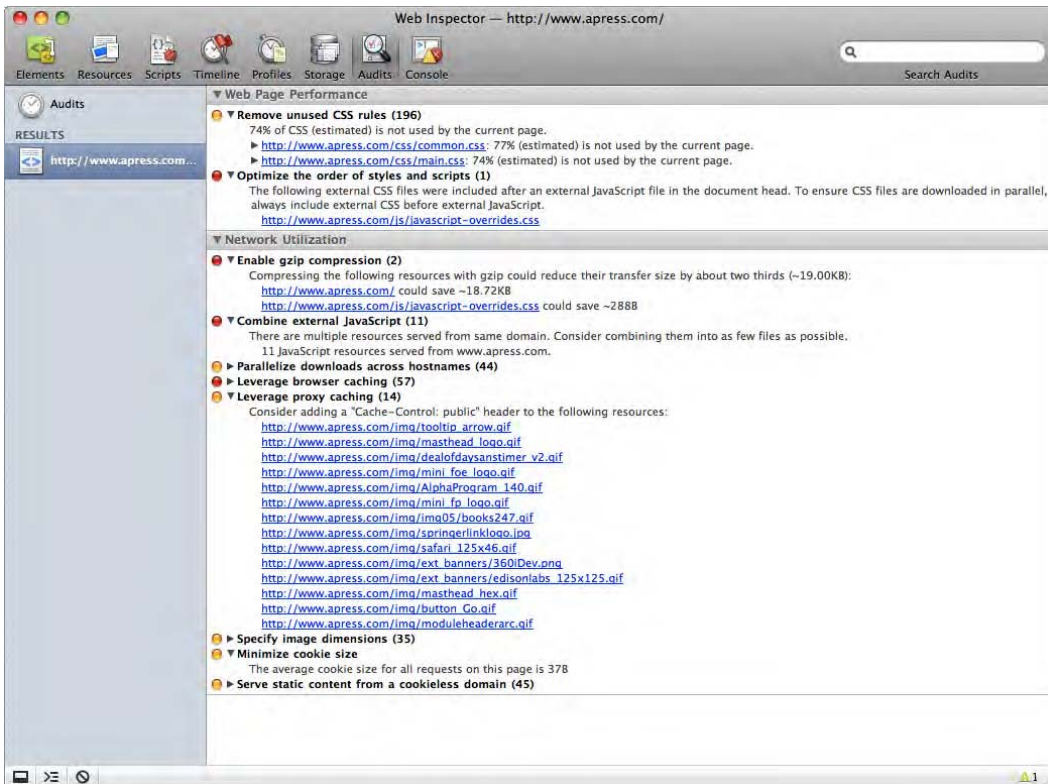 Web Inspector — http://www.apress.com/
Elements Resources Scripts Timeline Profiles Storage Audits Console Search Audits
Audits
RESULTS
http://www.apress.com...
▼ Web Page Performance
▼ Remove unused CSS rules (196)
74% of CSS (estimated) is not used by the current page.
▶ http://www.apress.com/css/common.css: 77% (estimated) is not used by the current page.
▶ http://www.apress.com/css/main.css: 74% (estimated) is not used by the current page.
▼ Optimize the order of styles and scripts (1)
The following external CSS files were included after an external JavaScript file in the document head. To ensure CSS files are downloaded in parallel,
always include external CSS before external JavaScript.
http://www.apress.com/js/javascript-overrides.css
▼ Network Utilization
▼ Enable gzip compression (2)
Compressing the following resources with gzip could reduce their transfer size by about two thirds (~19.00KB):
http://www.apress.com/ could save ~18.72KB
http://www.apress.com/js/javascript-overrides.css could save ~288B
▼ Combine external JavaScript (11)
There are multiple resources served from same domain. Consider combining them into as few files as possible.
11 JavaScript resources served from www.apress.com.
▶ Parallelize downloads across hostnames (44)
▶ Leverage browser caching (57)
▼ Leverage proxy caching (14)
Consider adding a "Cache-Control: public" header to the following resources:
http://www.apress.com/img/tooltip_arrow.gif
http://www.apress.com/img/masthead_logo.gif
http://www.apress.com/img/dealofdaysanstimer_v2.gif
http://www.apress.com/img/mini_foe_logo.gif
http://www.apress.com/img/AlphaProgram_140.gif
http://www.apress.com/img/mini_fp_logo.gif
http://www.apress.com/img/img05/books247.gif
http://www.apress.com/img/springerlinklogo.jpg
http://www.apress.com/img/safari_125x46.gif
http://www.apress.com/img/ext_banners/360iDev.png
http://www.apress.com/img/ext_banners/edisonlabs_125x125.gif
http://www.apress.com/img/masthead_hex.gif
http://www.apress.com/img/button_Go.gif
http://www.apress.com/img/moduleheaderarc.gif
▶ Specify image dimensions (35)
▼ Minimize cookie size
The average cookie size for all requests on this page is 37B
▶ Serve static content from a cookieless domain (45)
1